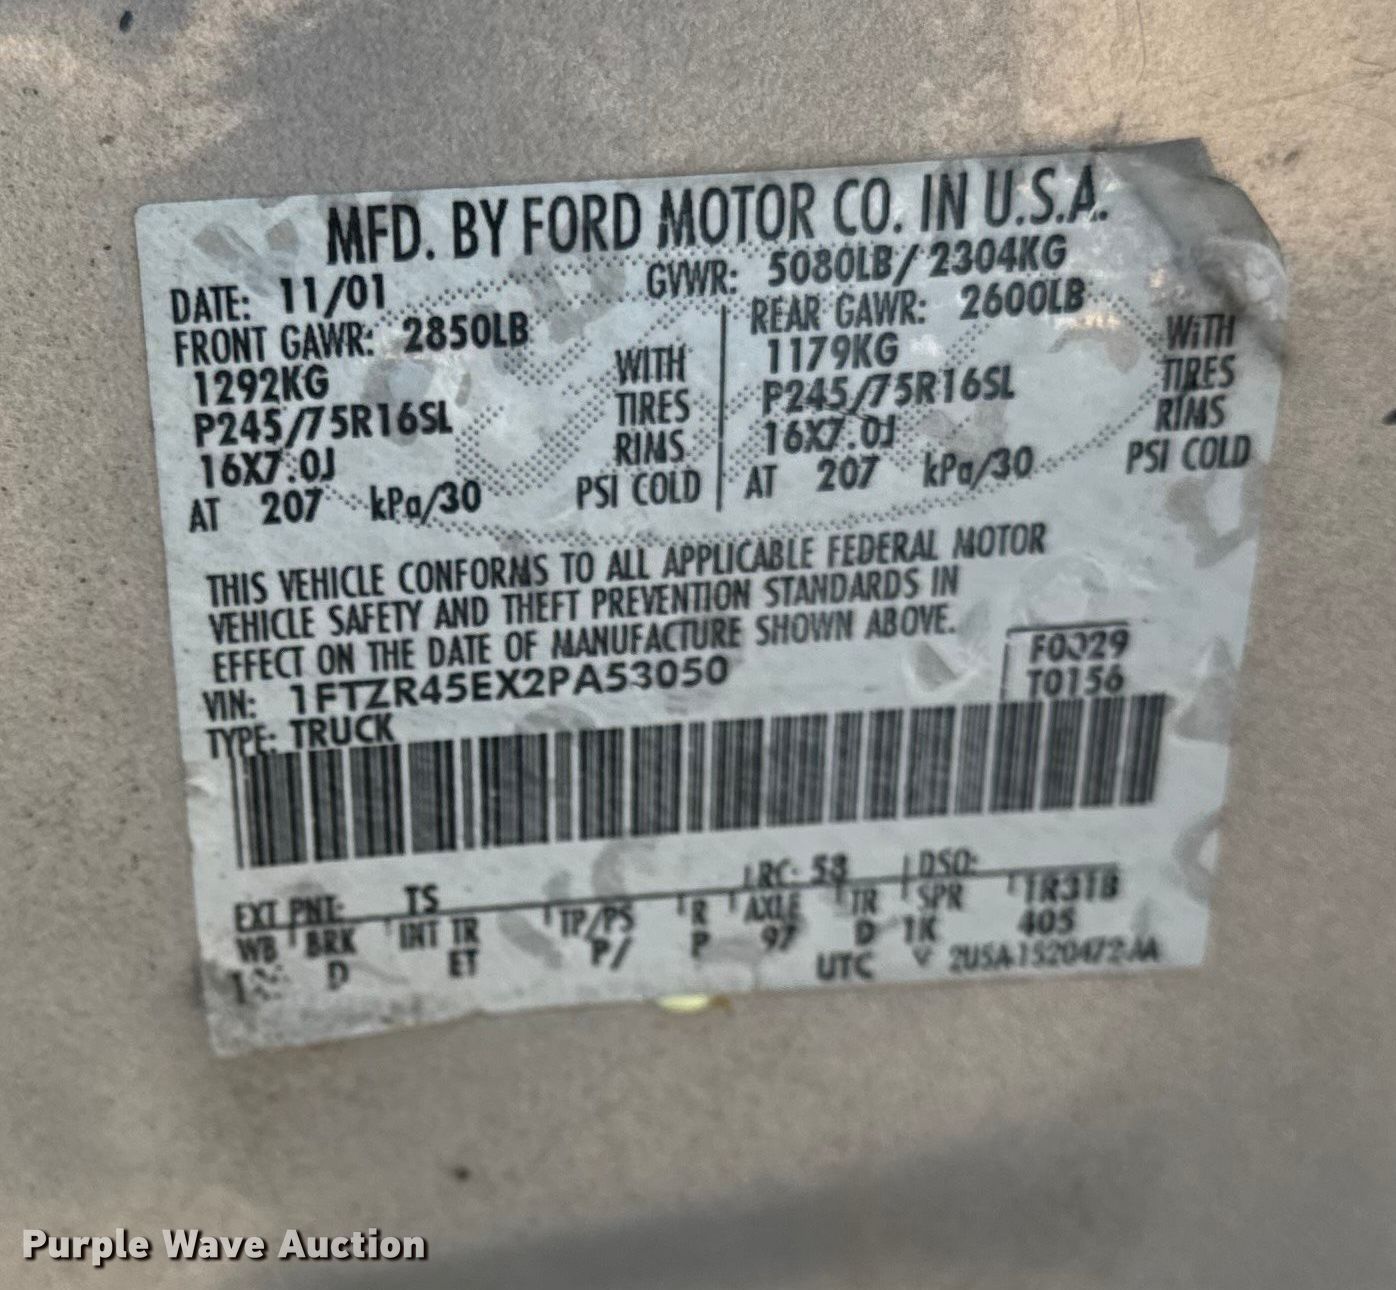 MFD. BY FORD MOTOR CO. IN U.S.A.
DATE: 11/01 GVWR: 5080LB/ 2304KG
FRONT GAWR: 2850LB REAR GAWR: 2600LB
1292KG WITH 1179KG WITH
P245/75R16SL TIRES P245/75R16SL TIRES
16X7.0J RIMS 16X7.0J RIMS
AT 207 kPa/30 PSI COLD AT 207 kPa/30 PSI COLD
THIS VEHICLE CONFORMS TO ALL APPLICABLE FEDERAL MOTOR
VEHICLE SAFETY AND THEFT PREVENTION STANDARDS IN
EFFECT ON THE DATE OF MANUFACTURE SHOWN ABOVE.
VIN: 1FTZR45EX2PA53050 F0029
TYPE: TRUCK T0156
EXT PNT: TS RC: 58 DSO:
WB BRK INT TR TP/PS R AXLE TR SPR TR3TB
D ET P/ P 97 D 1K 405
UTC 2U5A-1520472-AA
Purple Wave Auction